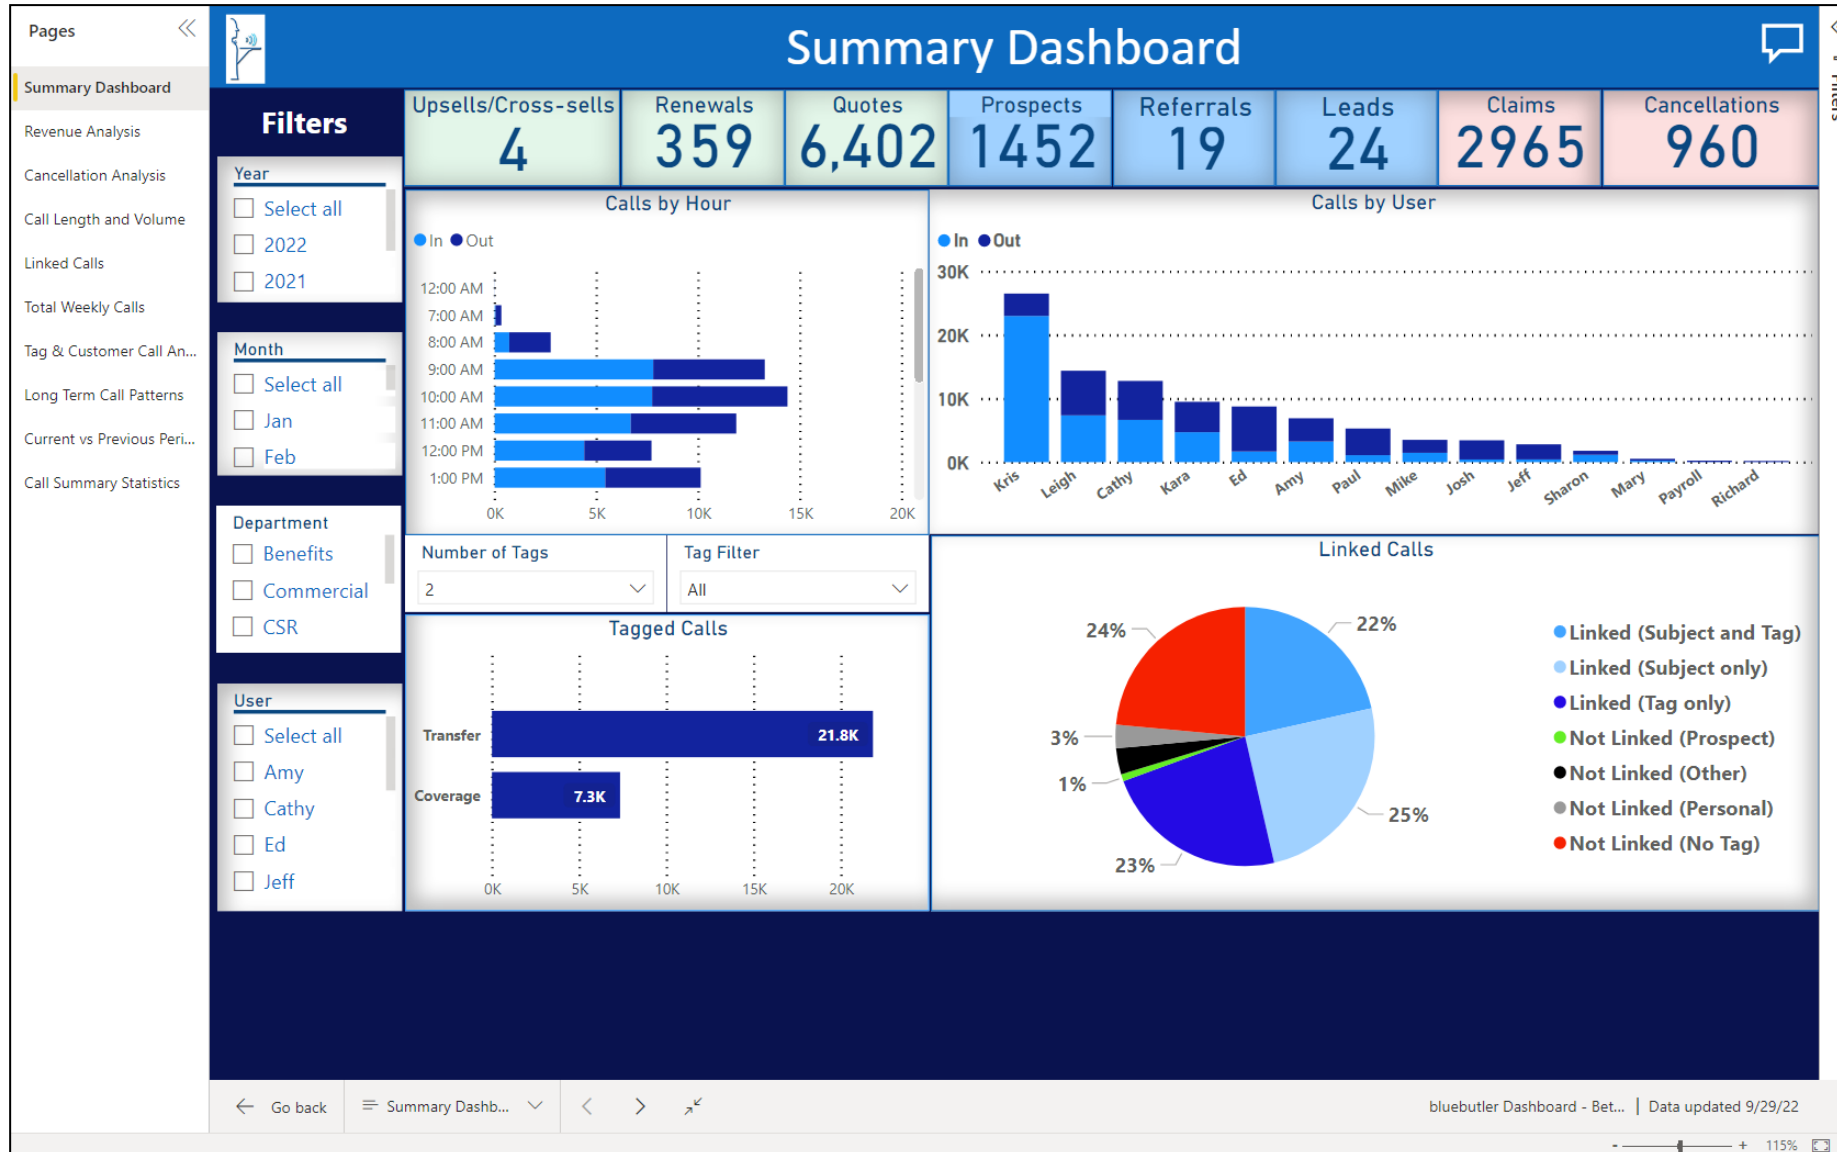 Pages
Summary Dashboard
Revenue Analysis
Cancellation Analysis
Call Length and Volume
Linked Calls
Total Weekly Calls
Tag & Customer Call An...
Long Term Call Patterns
Current vs Previous Peri...
Call Summary Statistics
Summary Dashboard
Filters
Filters
Year
Select all
2022
2021
Month
Select all
Jan
Feb
Department
Benefits
Commercial
CSR
User
Select all
Amy
Cathy
Ed
Jeff
Upsells/Cross-sells
4
Renewals
359
Quotes
6,402
Prospects
1452
Referrals
19
Leads
24
Claims
2965
Cancellations
960
Calls by Hour
In Out
12:00 AM
7:00 AM
8:00 AM
9:00 AM
10:00 AM
11:00 AM
12:00 PM
1:00 PM
0K 5K 10K 15K 20K
Calls by User
In Out
30K
20K
10K
0K
Kris Leigh Cathy Kara Ed Amy Paul Mike Josh Jeff Sharon Mary Payroll Richard
Number of Tags
2
Tag Filter
All
Tagged Calls
Transfer 21.8K
Coverage 7.3K
0K 5K 10K 15K 20K
Linked Calls
22%
25%
23%
1%
3%
24%
Linked (Subject and Tag)
Linked (Subject only)
Linked (Tag only)
Not Linked (Prospect)
Not Linked (Other)
Not Linked (Personal)
Not Linked (No Tag)
Go back
Summary Dashb...
bluebutler Dashboard - Bet... | Data updated 9/29/22
- + 115%